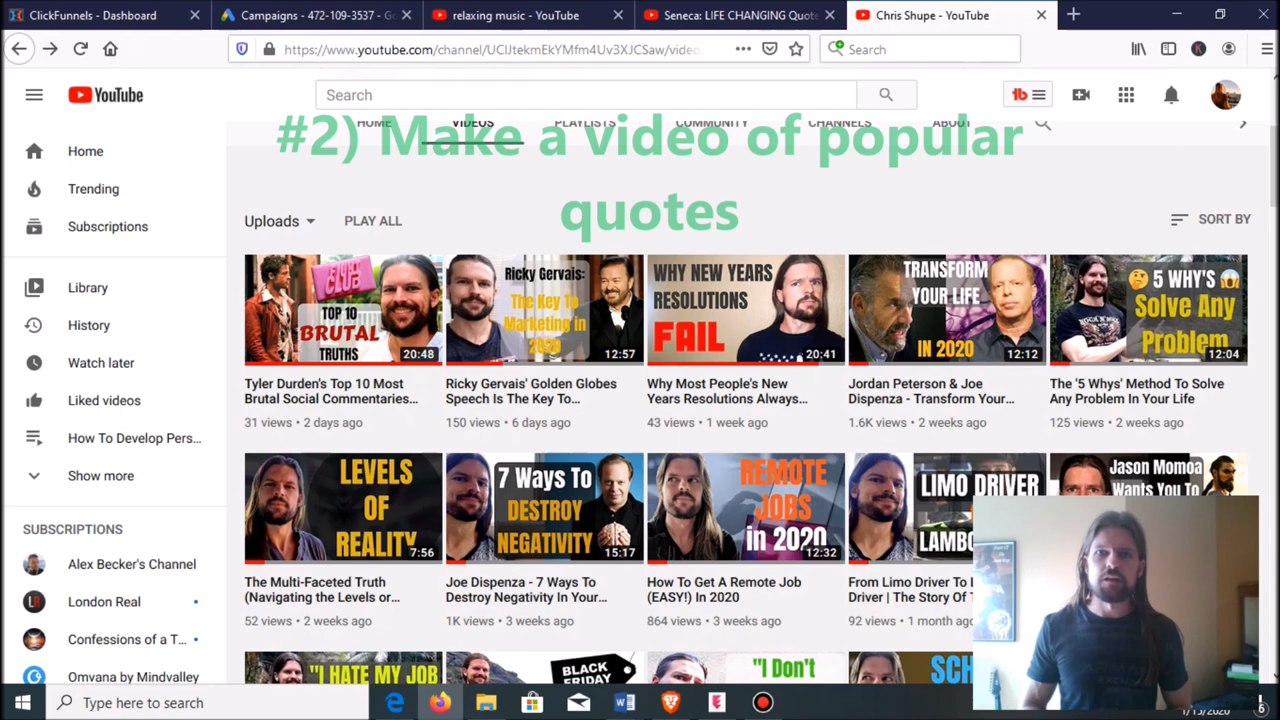 ClickFunnels - Dashboard
Campaigns - 472-109-3537 - Go
relaxing music - YouTube
Seneca: LIFE CHANGING Quote
Chris Shupe - YouTube
https://www.youtube.com/channel/UClJtekmEkYMfm4Uv3XJCSaw/video
Search
YouTube
Search
HOME
VIDEOS
PLAYLISTS
COMMUNITY
CHANNELS
ABOUT
#2) Make a video of popular
quotes
Home
Trending
Subscriptions
Library
History
Watch later
Liked videos
How To Develop Pers...
Show more
SUBSCRIPTIONS
Alex Becker's Channel
London Real
Confessions of a T...
Omvana by Mindvalley
Uploads
PLAY ALL
SORT BY
FIGHT
CLUB
TOP 10
BRUTAL
TRUTHS
20:48
Tyler Durden's Top 10 Most
Brutal Social Commentaries...
31 views • 2 days ago
Ricky Gervais:
The Key To
Marketing in
2020
12:57
Ricky Gervais' Golden Globes
Speech Is The Key To...
150 views • 6 days ago
WHY NEW YEARS
RESOLUTIONS
FAIL
20:41
Why Most People's New
Years Resolutions Always...
43 views • 1 week ago
TRANSFORM
YOUR LIFE
IN 2020
12:12
Jordan Peterson & Joe
Dispenza - Transform Your...
1.6K views • 2 weeks ago
5 WHY'S
Solve Any
Problem
12:04
The '5 Whys' Method To Solve
Any Problem In Your Life
125 views • 2 weeks ago
LEVELS
OF
REALITY
7:56
The Multi-Faceted Truth
(Navigating the Levels or...
52 views • 2 weeks ago
7 Ways To
DESTROY
NEGATIVITY
15:17
Joe Dispenza - 7 Ways To
Destroy Negativity In Your...
1K views • 3 weeks ago
REMOTE
JOBS
in 2020
12:32
How To Get A Remote Job
(EASY!) In 2020
864 views • 3 weeks ago
LIMO DRIVER
LAMBO
From Limo Driver To L
Driver | The Story Of T
92 views • 1 month ago
Jason Momoa
Wants You To
"I HATE MY JOB
BLACK
FRIDAY
"I Don't
SCH
Type here to search
1/15/2020